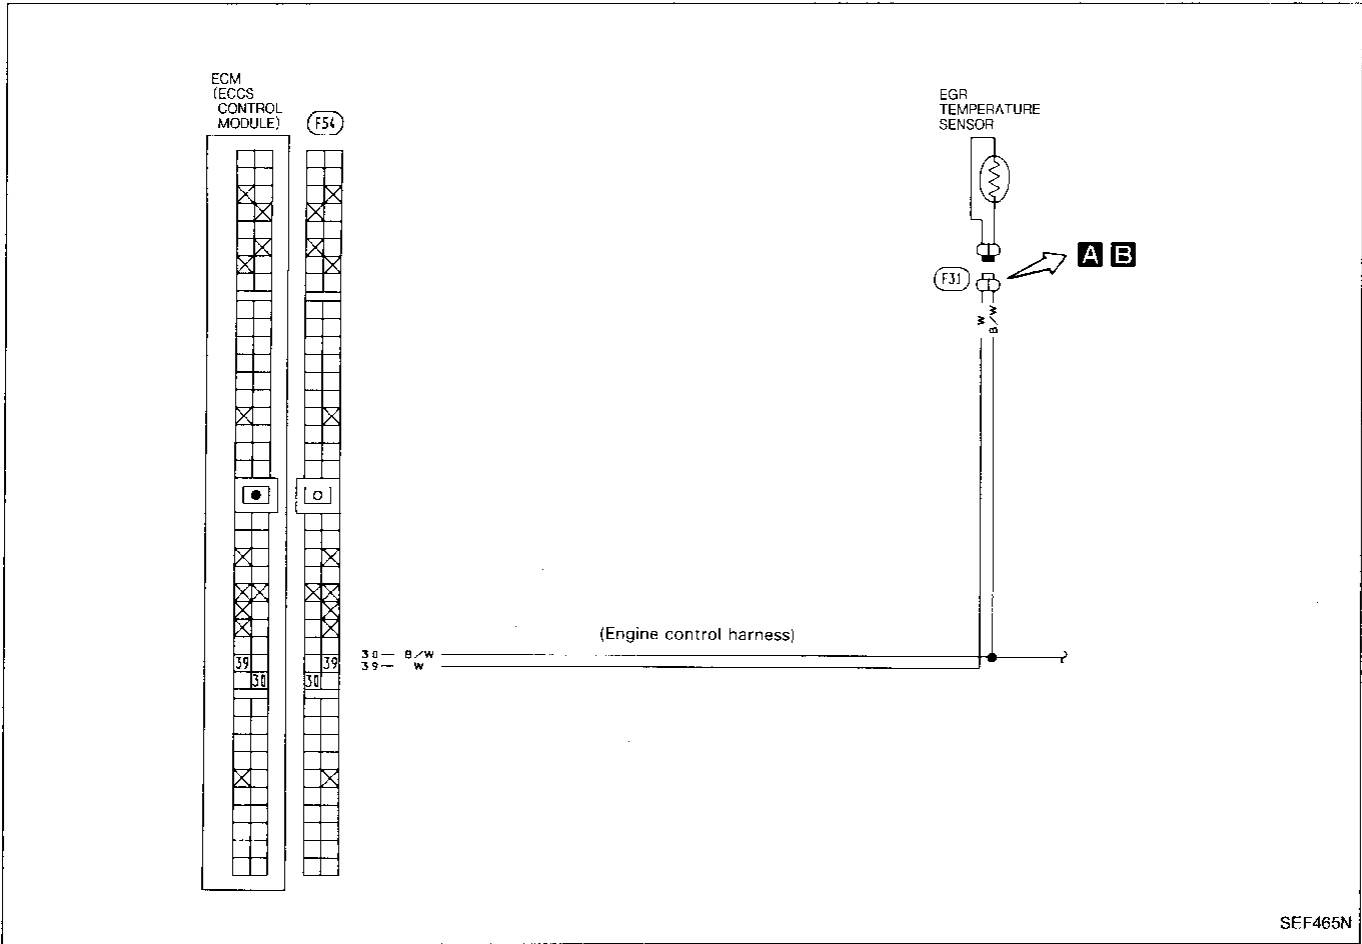 ECM
(ECCS
CONTROL
MODULE)
F54
EGR
TEMPERATURE
SENSOR
A B
F31
W
B/W
(Engine control harness)
30 — B/W
39 — W
39
30
39
30
SEF465N